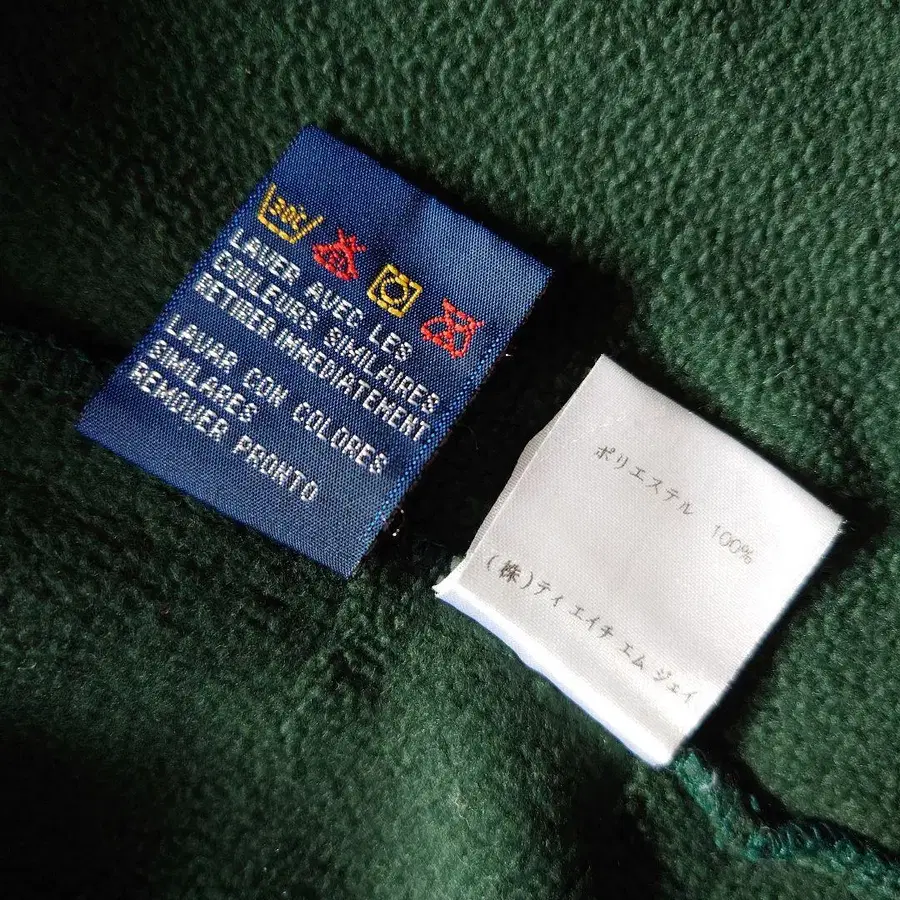 30C
LAVER AVEC LES
COULEURS SIMILAIRES
RETIRER IMMEDIATEMENT
LAVAR CON COLORES
SIMILARES
REMOVER PRONTO
ポリエステル 100%
(株)ティ エイチ エム ジェイ